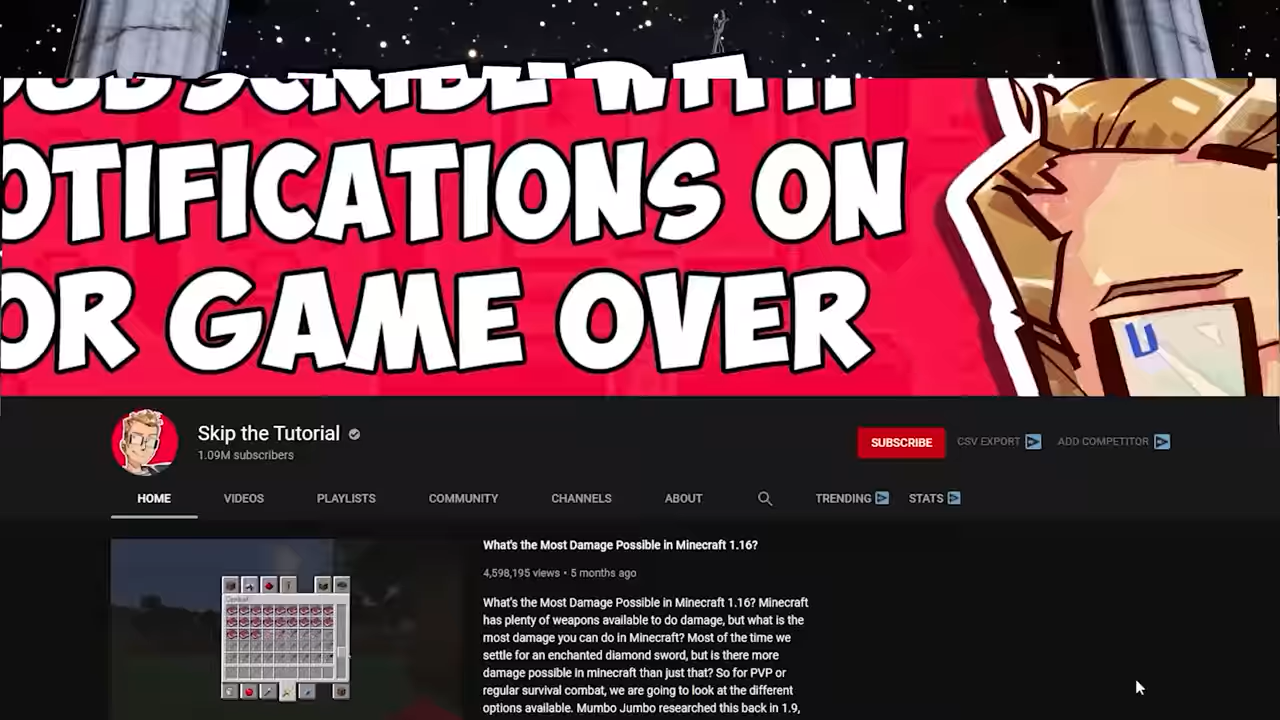 SUBSCRIBE WITH
OTIFICATIONS ON
OR GAME OVER
Skip the Tutorial
1.09M subscribers
SUBSCRIBE
CSV EXPORT
ADD COMPETITOR
HOME
VIDEOS
PLAYLISTS
COMMUNITY
CHANNELS
ABOUT
TRENDING
STATS
What's the Most Damage Possible in Minecraft 1.16?
4,598,195 views • 5 months ago
What's the Most Damage Possible in Minecraft 1.16? Minecraft
has plenty of weapons available to do damage, but what is the
most damage you can do in Minecraft? Most of the time we
settle for an enchanted diamond sword, but is there more
damage possible in minecraft than just that? So for PVP or
regular survival combat, we are going to look at the different
options available. Mumbo Jumbo researched this back in 1.9,